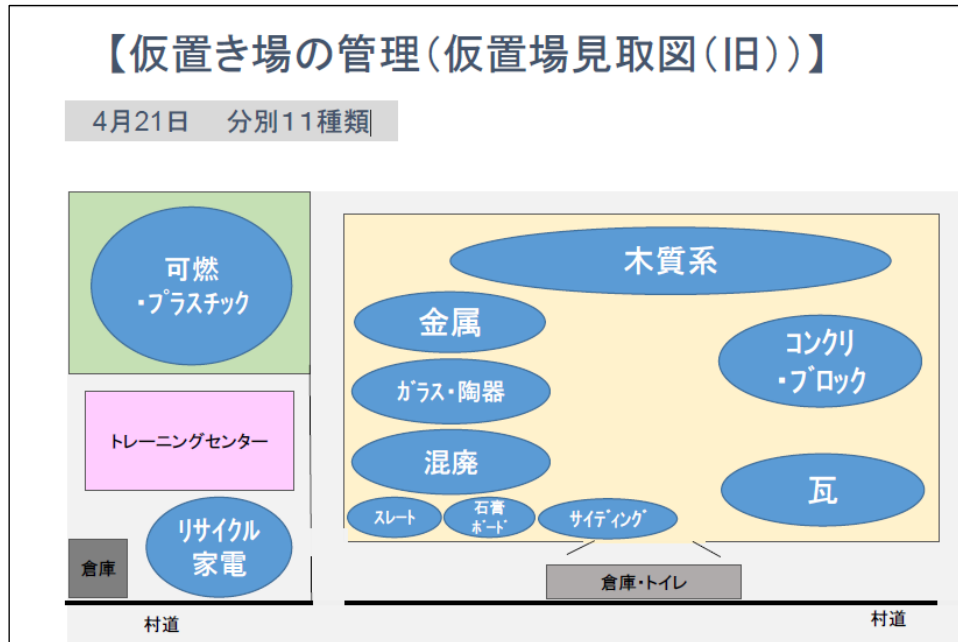 【仮置き場の管理(仮置場見取図(旧))】
4月21日 分別11種類
可燃
・プラスチック
木質系
金属
コンクリ
・ブロック
ガラス・陶器
トレーニングセンター
混廃
瓦
スレート
石膏
ボード
サイディング
リサイクル
家電
倉庫
倉庫・トイレ
村道
村道